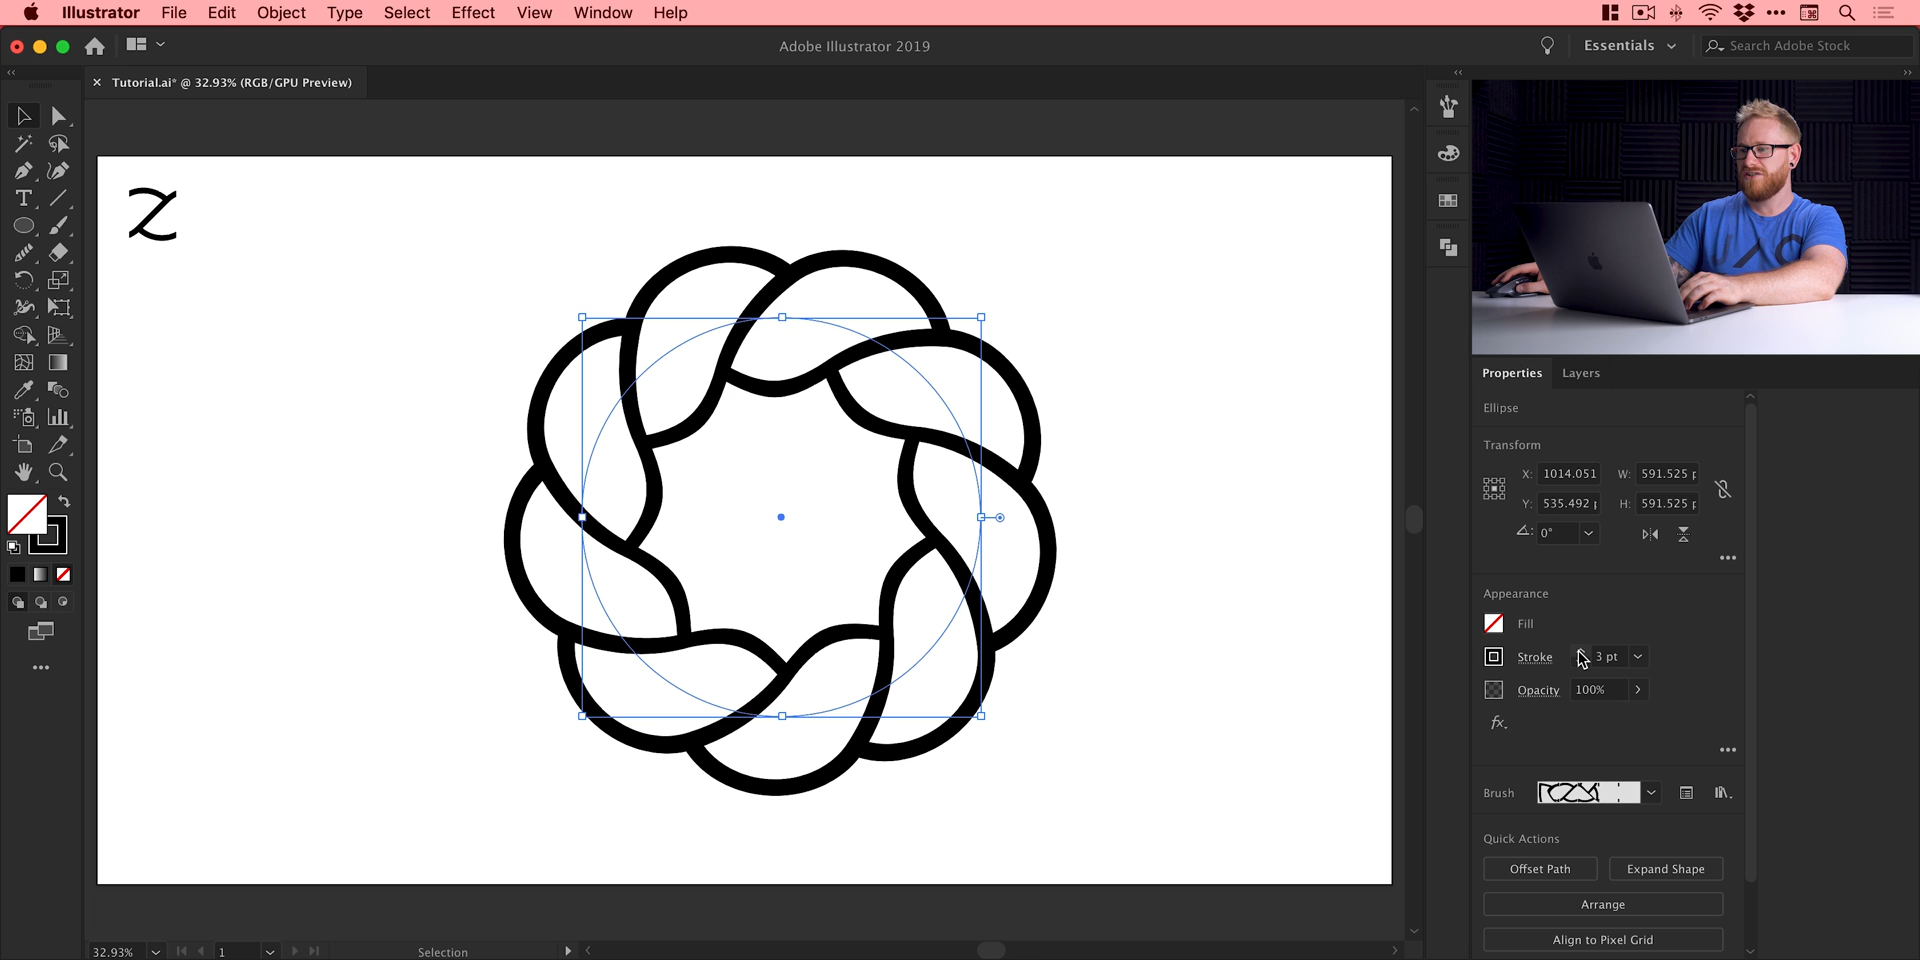 Illustrator File Edit Object Type Select Effect View Window Help
Adobe Illustrator 2019
Essentials
Search Adobe Stock
× Tutorial.ai* @ 32.93% (RGB/GPU Preview)
Properties Layers
Ellipse
Transform
X: 1014.051 W: 591.525 p
Y: 535.492 p H: 591.525 p
0°
Appearance
Fill
Stroke 3 pt
Opacity 100%
fx.
Brush
Quick Actions
Offset Path Expand Shape
Arrange
Align to Pixel Grid
32.93% 1 Selection